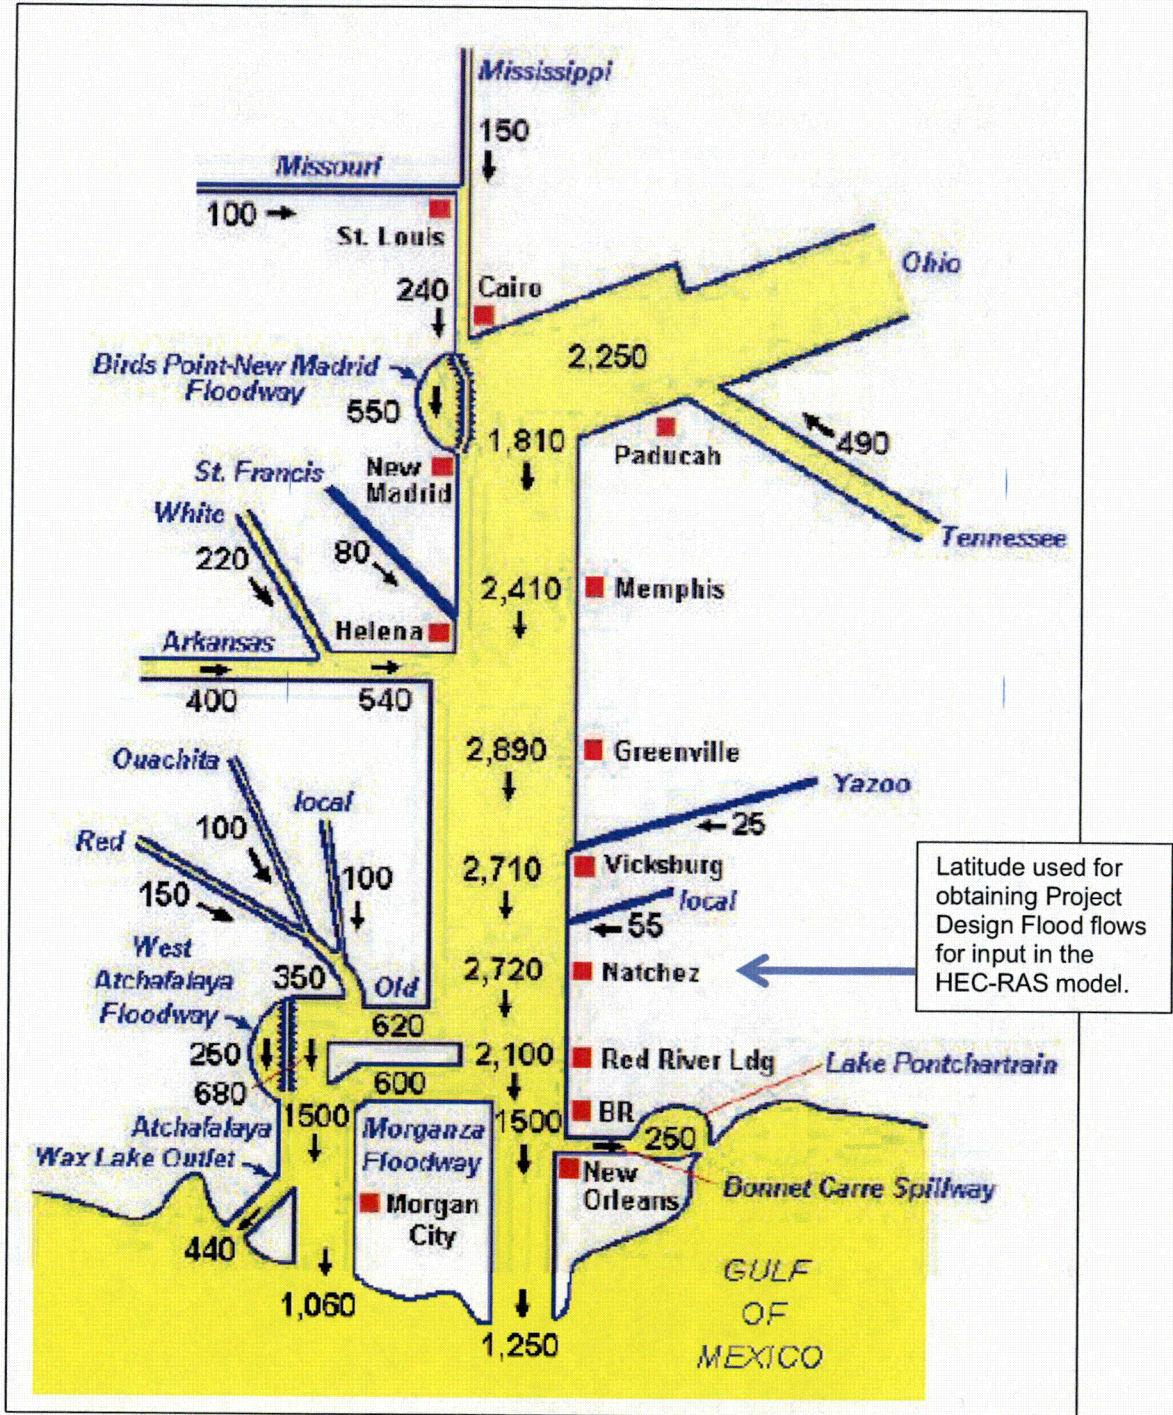 Mississippi
150
Missouri
100
St. Louis
240
Cairo
Ohio
2,250
Birds Point-New Madrid
Floodway
550
1,810
Paducah
490
Tennessee
New
Madrid
St. Francis
White
220
80
2,410
Memphis
Helena
Arkansas
400
540
2,890
Greenville
Ouachita
local
Yazoo
25
Red
100
100
150
2,710
Vicksburg
local
55
Latitude used for
obtaining Project
Design Flood flows
for input in the
HEC-RAS model.
West
Atchafalaya
Floodway
350
Old
2,720
Natchez
620
250
680
2,100
Red River Ldg
Lake Pontchartrain
600
1500
1500
BR
250
Atchafalaya
Wax Lake Outlet
Morganza
Floodway
New
Orleans
Bonnet Carre Spillway
Morgan
City
440
1,060
1,250
GULF
OF
MEXICO